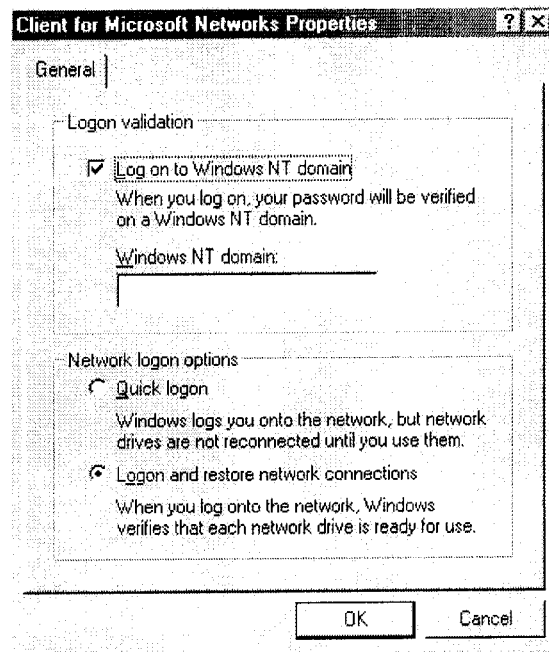 Client for Microsoft Networks Properties
General
Logon validation
Log on to Windows NT domain
When you log on, your password will be verified
on a Windows NT domain.
Windows NT domain:
Network logon options
Quick logon
Windows logs you onto the network, but network
drives are not reconnected until you use them.
Logon and restore network connections
When you log onto the network, Windows
verifies that each network drive is ready for use.
OK Cancel